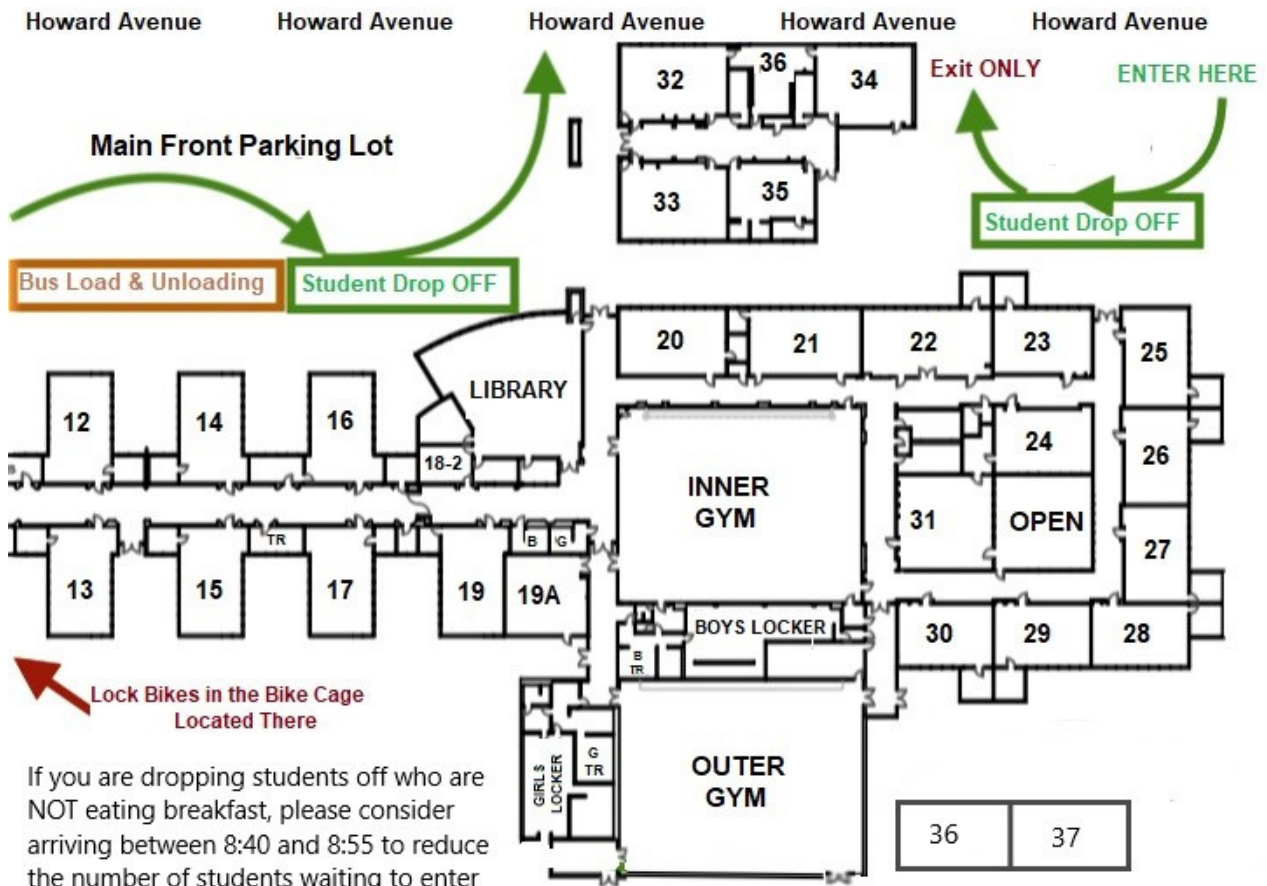 Howard Avenue Howard Avenue Howard Avenue Howard Avenue Howard Avenue
32 36 34
Exit ONLY ENTER HERE
Main Front Parking Lot
33 35
Student Drop OFF
Bus Load & Unloading Student Drop OFF
20 21 22 23 25
LIBRARY
12 14 16
18-2
24 26
INNER
GYM
31 OPEN
TR B G
27
13 15 17 19 19A
BOYS LOCKER
30 29 28
B
TR
Lock Bikes in the Bike Cage
Located There
GIRLS
LOCKER
G
TR
OUTER
GYM
36 37
If you are dropping students off who are
NOT eating breakfast, please consider
arriving between 8:40 and 8:55 to reduce
the number of students waiting to enter